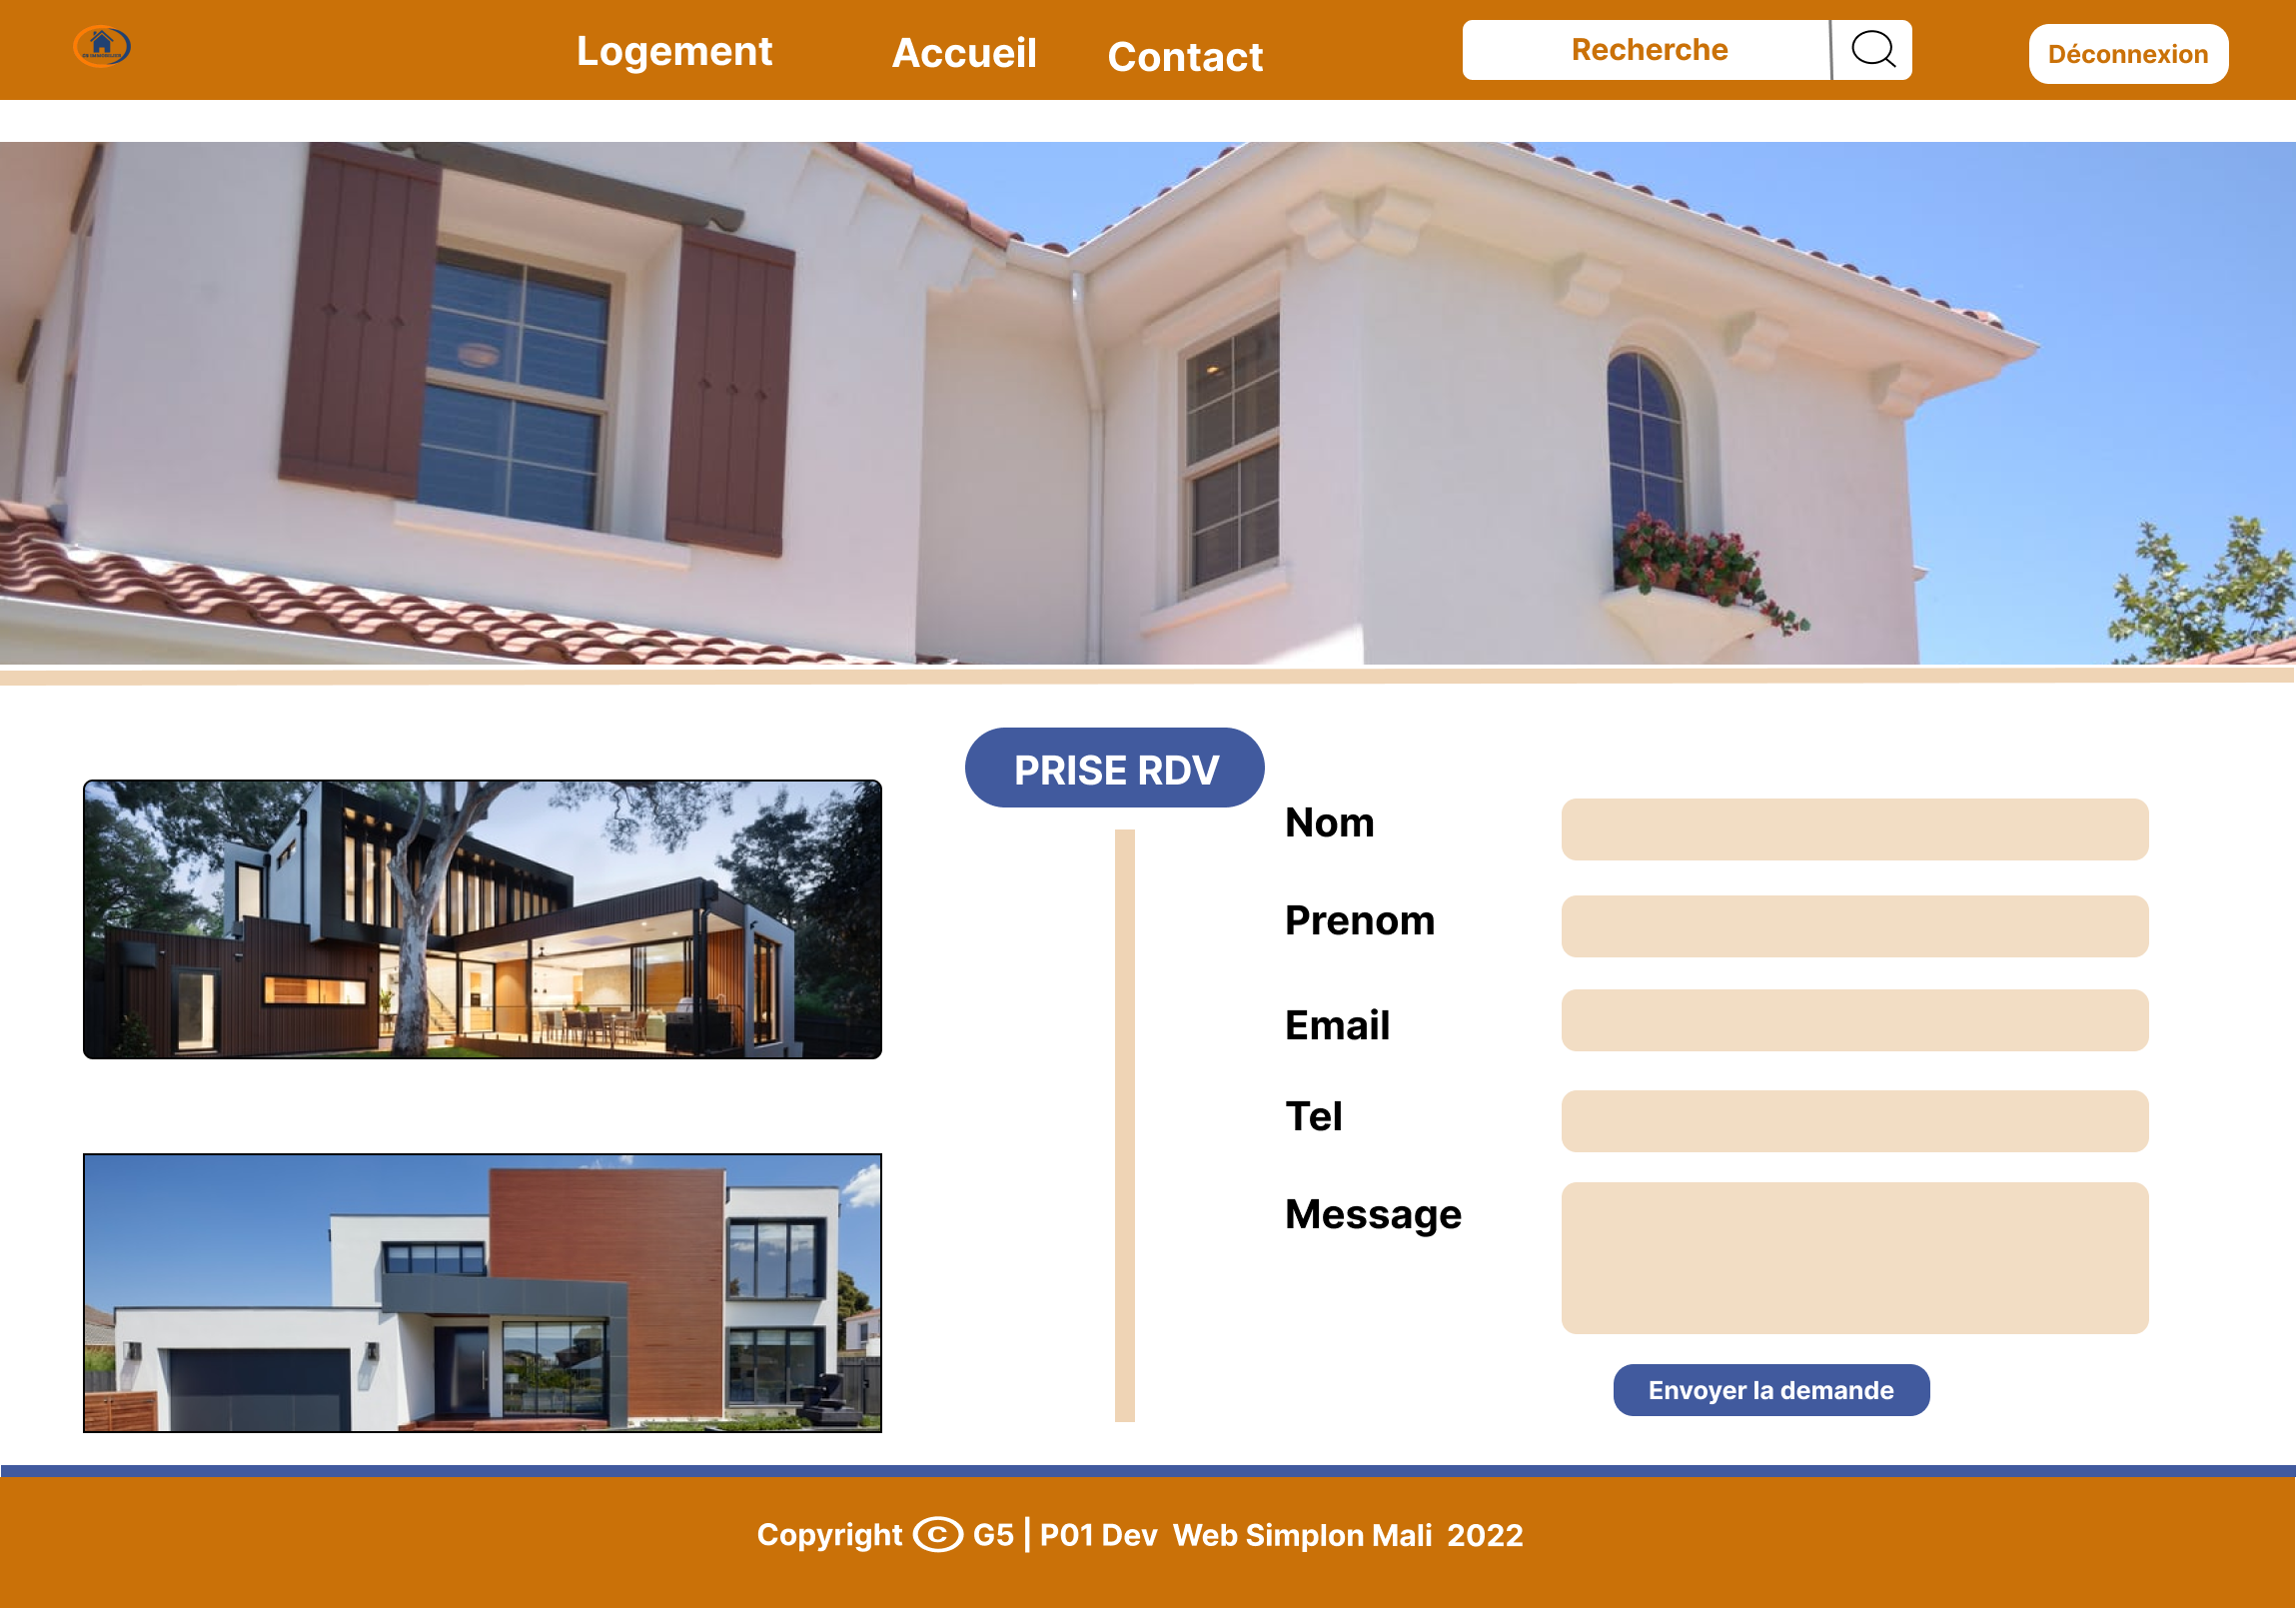 Logement
Accueil
Contact
Recherche
Déconnexion
PRISE RDV
Nom
Prenom
Email
Tel
Message
Envoyer la demande
Copyright © G5 | P01 Dev Web Simplon Mali 2022